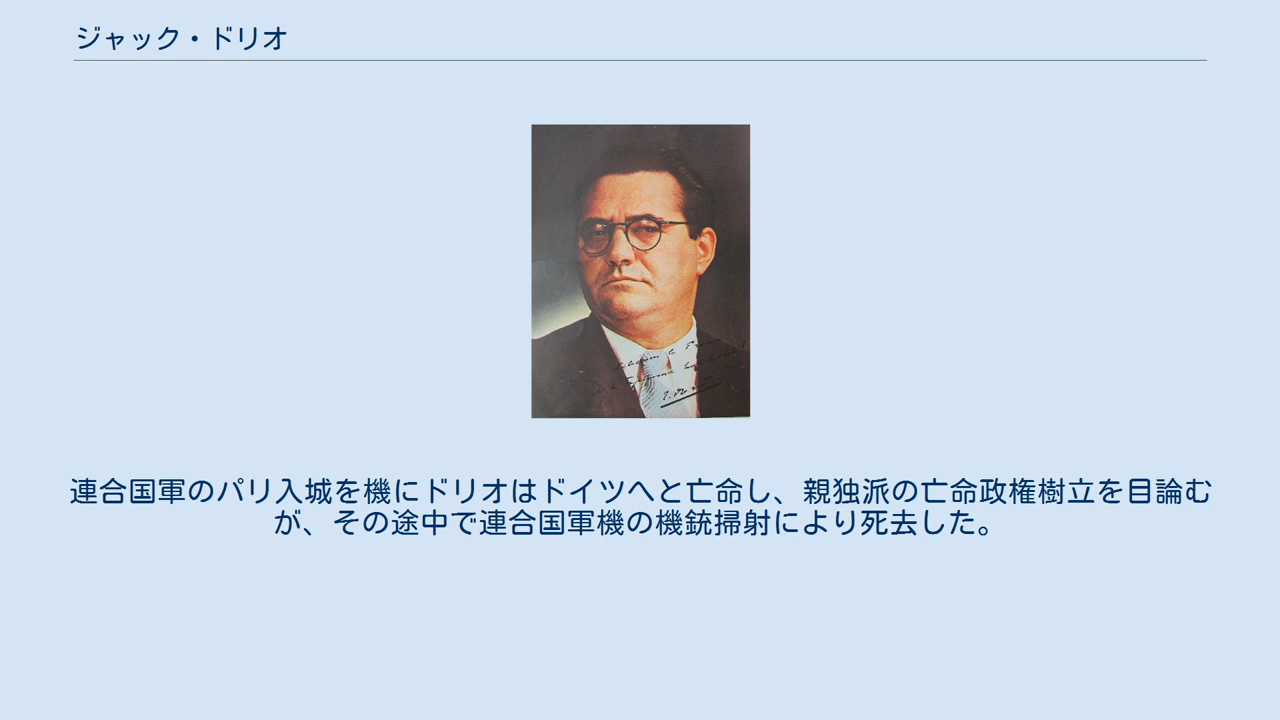 ジャック・ドリオ
連合国軍のパリ入城を機にドリオはドイツへと亡命し、親独派の亡命政権樹立を目論む
が、その途中で連合国軍機の機銃掃射により死去した。